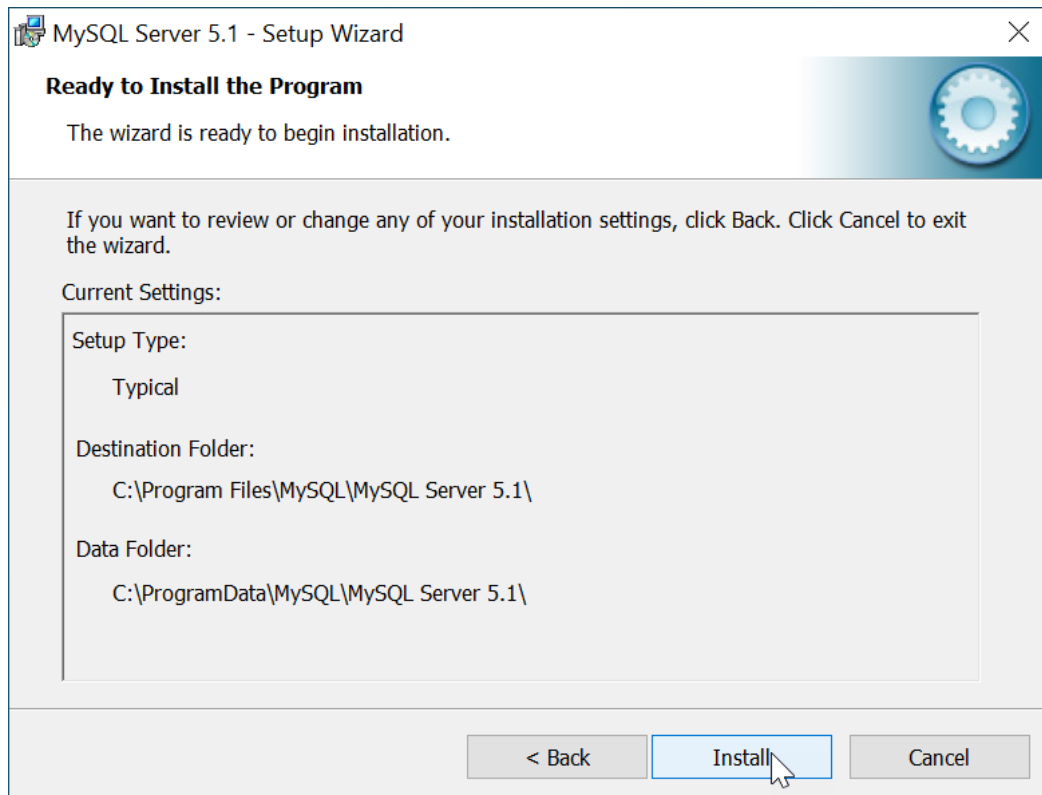 MySQL Server 5.1 - Setup Wizard
Ready to Install the Program
The wizard is ready to begin installation.
If you want to review or change any of your installation settings, click Back. Click Cancel to exit
the wizard.
Current Settings:
Setup Type:
Typical
Destination Folder:
C:\Program Files\MySQL\MySQL Server 5.1\
Data Folder:
C:\ProgramData\MySQL\MySQL Server 5.1\
< Back
Install
Cancel